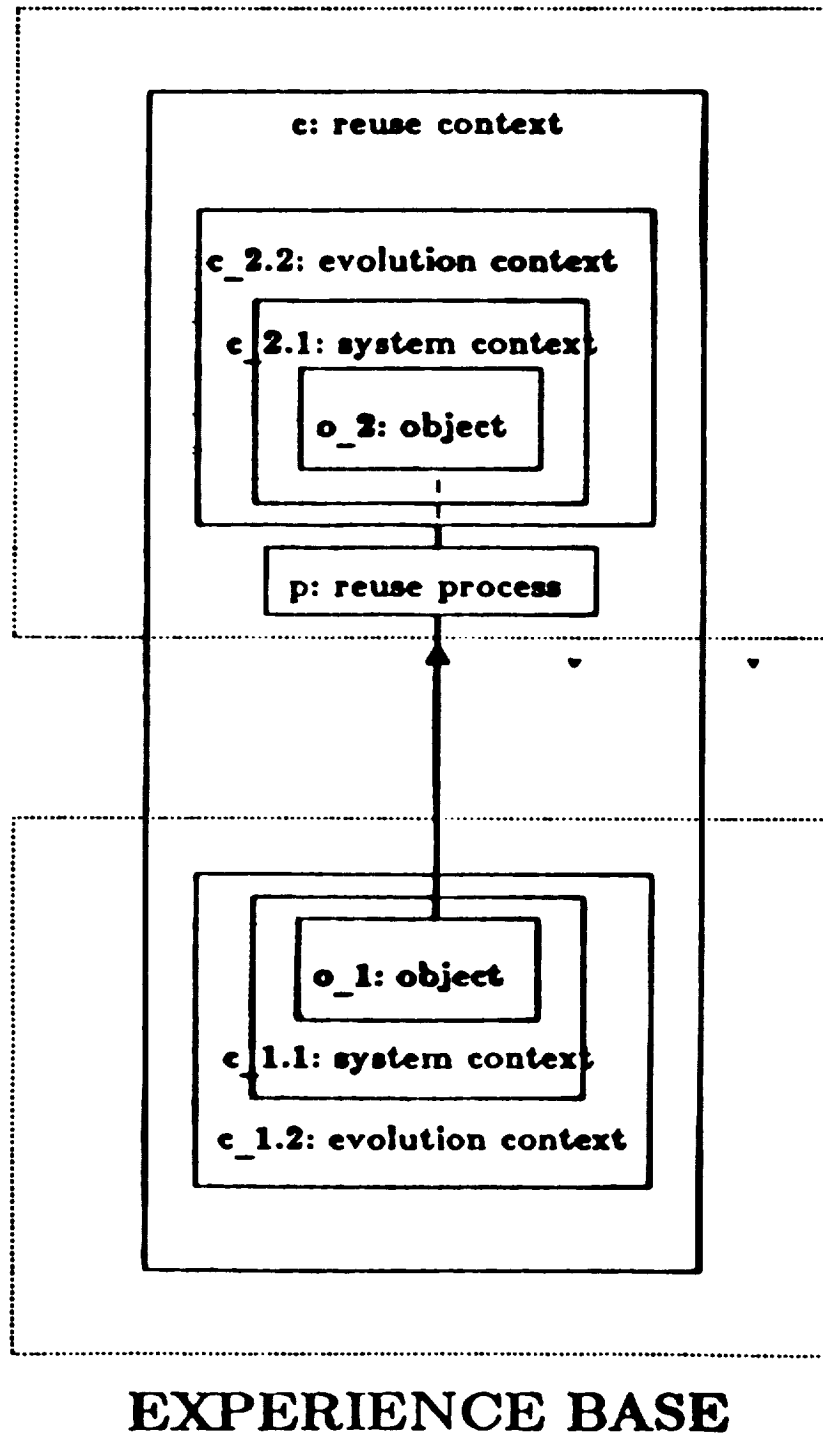 c: reuse context
c_2.2: evolution context
c_2.1: system context
o_2: object
p: reuse process
o_1: object
c_1.1: system context
c_1.2: evolution context
EXPERIENCE BASE